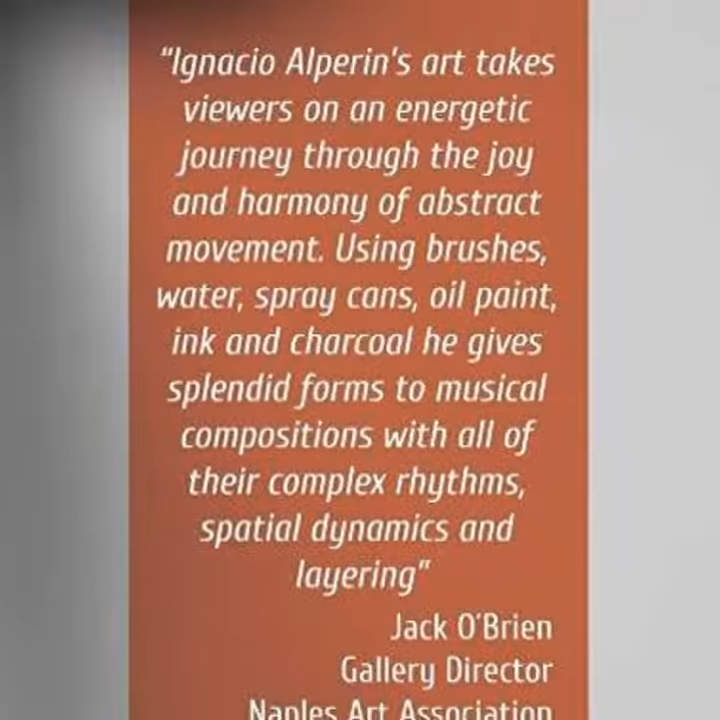 “Ignacio Alperin's art takes
viewers on an energetic
journey through the joy
and harmony of abstract
movement. Using brushes,
water, spray cans, oil paint,
ink and charcoal he gives
splendid forms to musical
compositions with all of
their complex rhythms,
spatial dynamics and
layering”
Jack O'Brien
Gallery Director
Naples Art Association